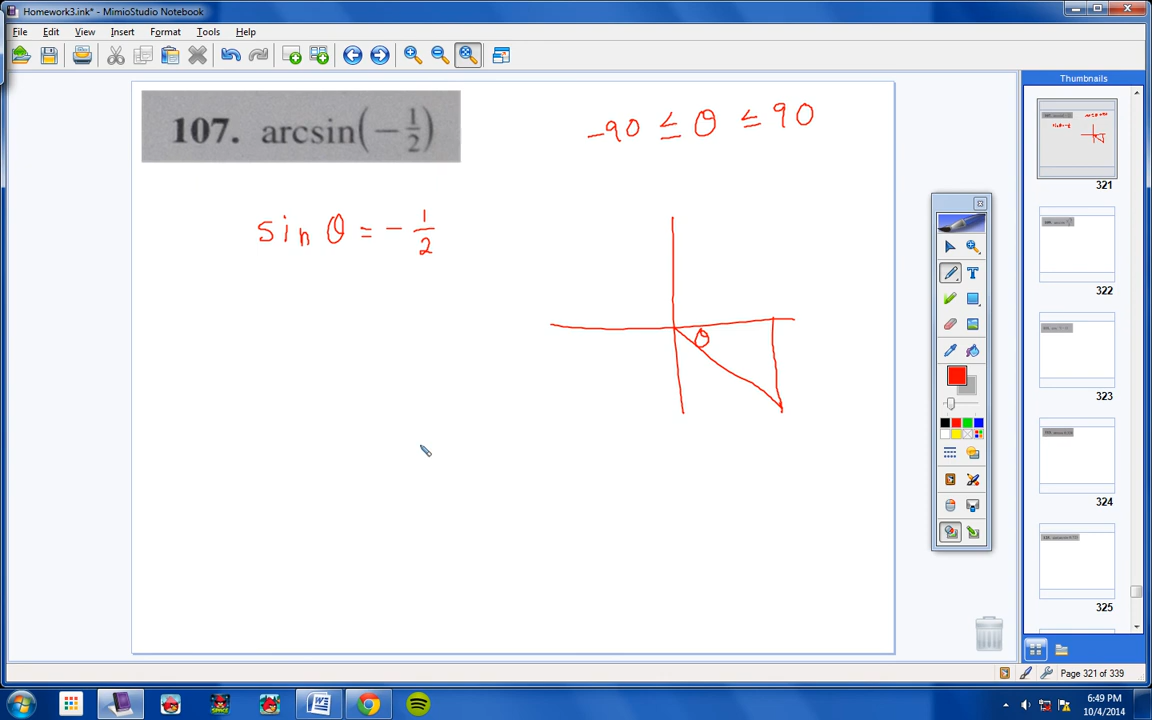 Homework3.ink* - MimioStudio Notebook
File Edit View Insert Format Tools Help
Thumbnails
107. arcsin(-1/2)
-90 ≤ θ ≤ 90
sin θ = - 1/2
θ
T
321
322
323
324
325
Page 321 of 339
6:49 PM
10/4/2014